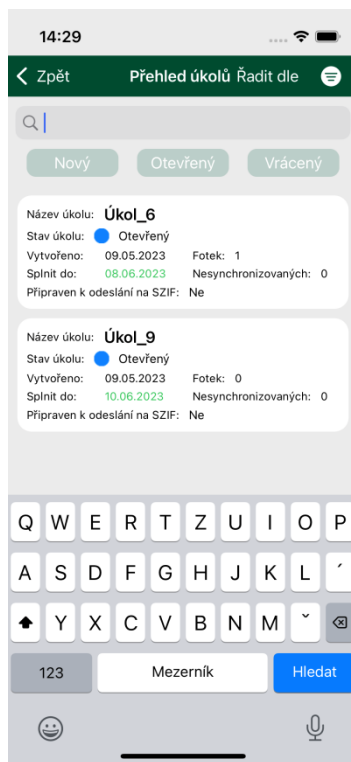 14:29
Zpět Přehled úkolů Řadit dle
Nový Otevřený Vrácený
Název úkolu: Úkol_6
Stav úkolu: Otevřený
Vytvořeno: 09.05.2023 Fotek: 1
Splnit do: 08.06.2023 Nesynchronizovaných: 0
Připraven k odeslání na SZIF: Ne
Název úkolu: Úkol_9
Stav úkolu: Otevřený
Vytvořeno: 09.05.2023 Fotek: 0
Splnit do: 10.06.2023 Nesynchronizovaných: 0
Připraven k odeslání na SZIF: Ne
Q W E R T Z U I O P
A S D F G H J K L ´
Y X C V B N M ˇ
123 Mezerník Hledat